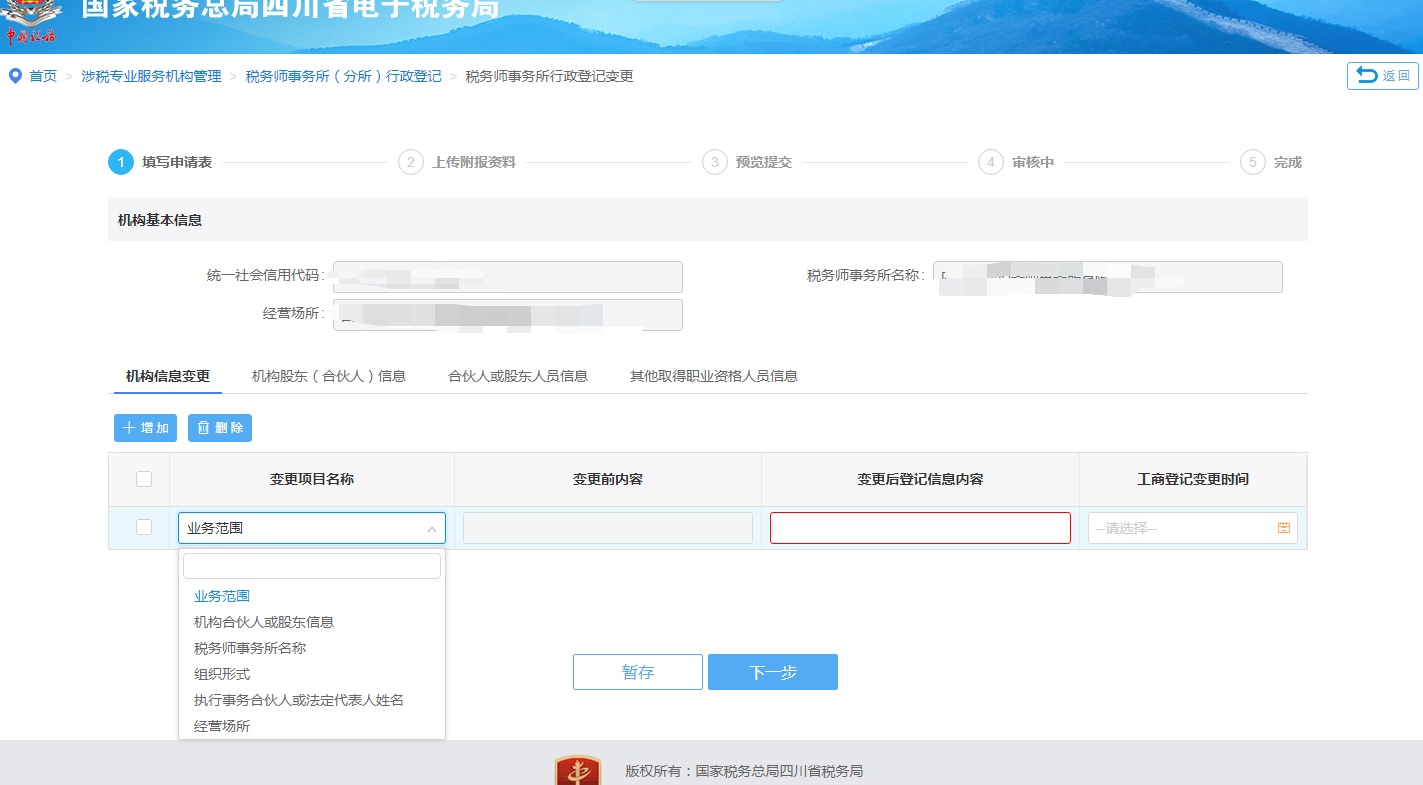 国家税务总局四川省电子税务局
中国税务
首页 > 涉税专业服务机构管理 > 税务师事务所（分所）行政登记 > 税务师事务所行政登记变更
返回
1 填写申请表 2 上传附报资料 3 预览提交 4 审核中 5 完成
机构基本信息
统一社会信用代码: 税务师事务所名称:
经营场所:
机构信息变更 机构股东（合伙人）信息 合伙人或股东人员信息 其他取得职业资格人员信息
增加 删除
变更项目名称 变更前内容 变更后登记信息内容 工商登记变更时间
业务范围 --请选择--
业务范围
机构合伙人或股东信息
税务师事务所名称
组织形式
执行事务合伙人或法定代表人姓名
经营场所
暂存 下一步
版权所有：国家税务总局四川省税务局